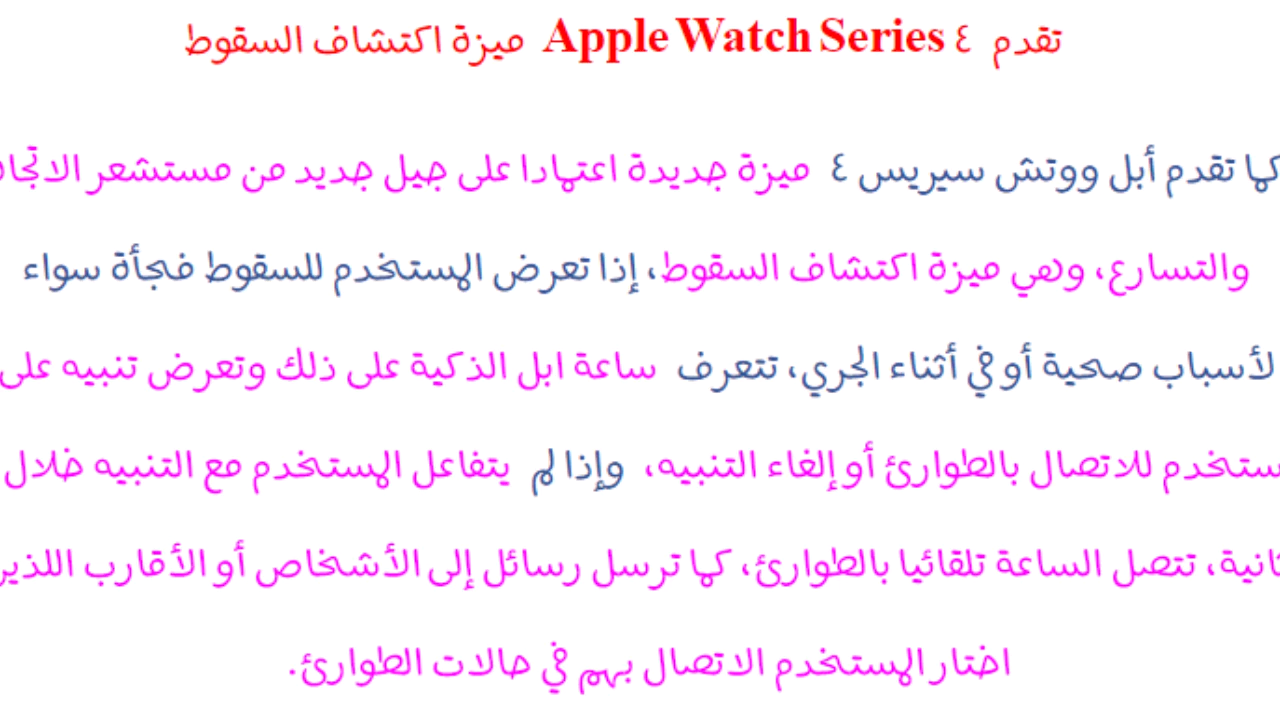 تقدم Apple Watch Series ٤ ميزة اكتشاف السقوط
كما تقدم أبل ووتش سيريس ٤ ميزة جديدة اعتمادا على جيل جديد من مستشعر
والتسارع، وهي ميزة اكتشاف السقوط، إذا تعرض المستخدم للسقوط فجأة سواء
لأسباب صحية أو في أثناء الجري، تتعرف ساعة ابل الذكية على ذلك وتعرض تنبيه على
للاتصال بالطوارئ أو إلغاء التنبيه، وإذا لم يتفاعل المستخدم مع التنبيه خلال
تتصل الساعة تلقائيا بالطوارئ، كما ترسل رسائل إلى الأشخاص أو الأقارب
اختار المستخدم الاتصال بهم في حالات الطوارئ.